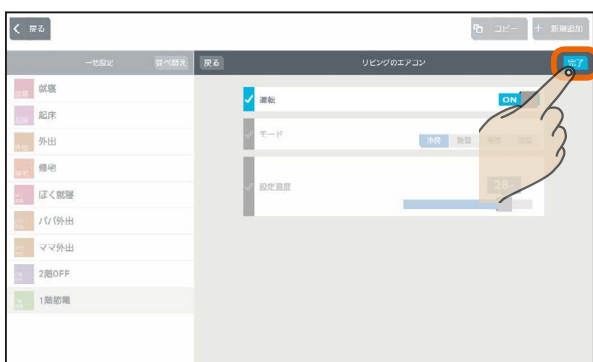 戻る
コピー
新規追加
一括設定
並べ替え
戻る
リビングのエアコン
完了
就寝
起床
外出
帰宅
ぼく就寝
パパ外出
ママ外出
2階OFF
1階節電
運転
ON
モード
冷房
除湿
設定温度
28